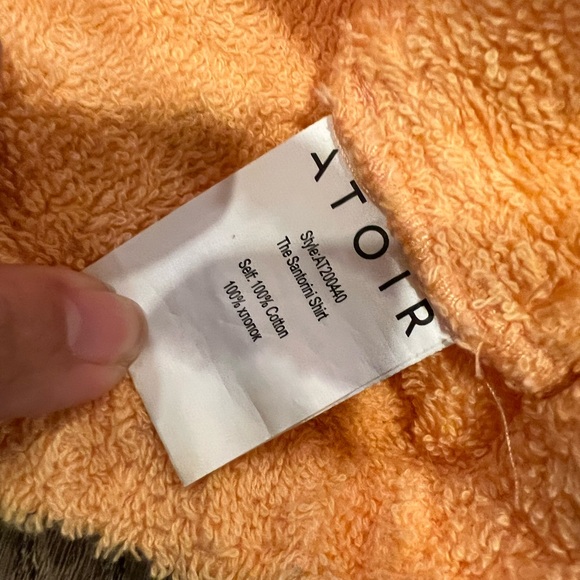 ATOIR
Style:AT200440
The Santorini Shirt
Self: 100% Cotton
100% хлопок